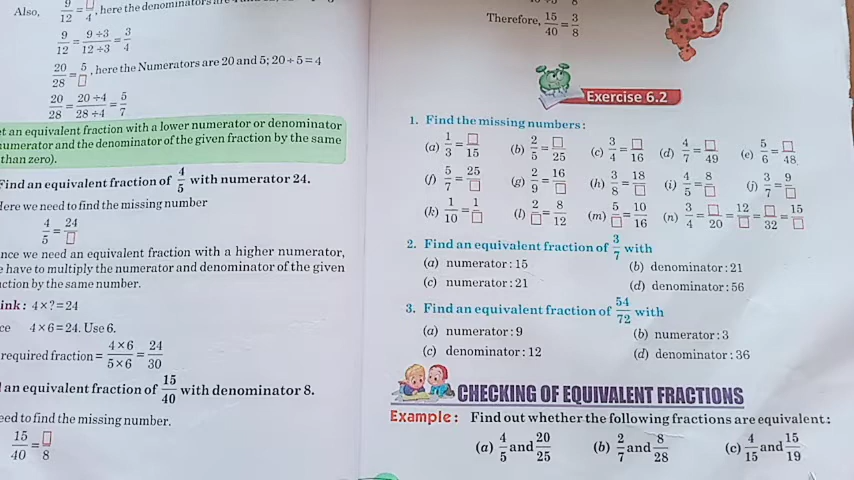 Also, 9/12 = □/4, here the denominators are
9/12 = 9 ÷ 3/12 ÷ 3 = 3/4
20/28 = 5/□, here the Numerators are 20 and 5; 20 ÷ 5 = 4
20/28 = 20 ÷ 4/28 ÷ 4 = 5/7
an equivalent fraction with a lower numerator or denominator
numerator and the denominator of the given fraction by the same
than zero).
Find an equivalent fraction of 4/5 with numerator 24.
Here we need to find the missing number
4/5 = 24/□
we need an equivalent fraction with a higher numerator,
have to multiply the numerator and denominator of the given
by the same number.
: 4 × ? = 24
4 × 6 = 24. Use 6.
required fraction = 4 × 6/5 × 6 = 24/30
an equivalent fraction of 15/40 with denominator 8.
to find the missing number.
15/40 = □/8
Therefore, 15/40 = 3/8
Exercise 6.2
1. Find the missing numbers:
(a) 1/3 = □/15 (b) 2/5 = □/25 (c) 3/4 = □/16 (d) 4/7 = □/49 (e) 5/6 = □/48
(f) 5/7 = 25/□ (g) 2/9 = 16/□ (h) 3/8 = 18/□ (i) 4/5 = 8/□ (j) 3/7 = 9/□
(k) 1/10 = 1/□ (l) 2/□ = 8/12 (m) 5/□ = 10/16 (n) 3/4 = □/20 = 12/□ = □/32 = 15/□
2. Find an equivalent fraction of 3/7 with
(a) numerator : 15 (b) denominator : 21
(c) numerator : 21 (d) denominator : 56
3. Find an equivalent fraction of 54/72 with
(a) numerator : 9 (b) numerator : 3
(c) denominator : 12 (d) denominator : 36
CHECKING OF EQUIVALENT FRACTIONS
Example : Find out whether the following fractions are equivalent:
(a) 4/5 and 20/25 (b) 2/7 and 8/28 (c) 4/15 and 15/19